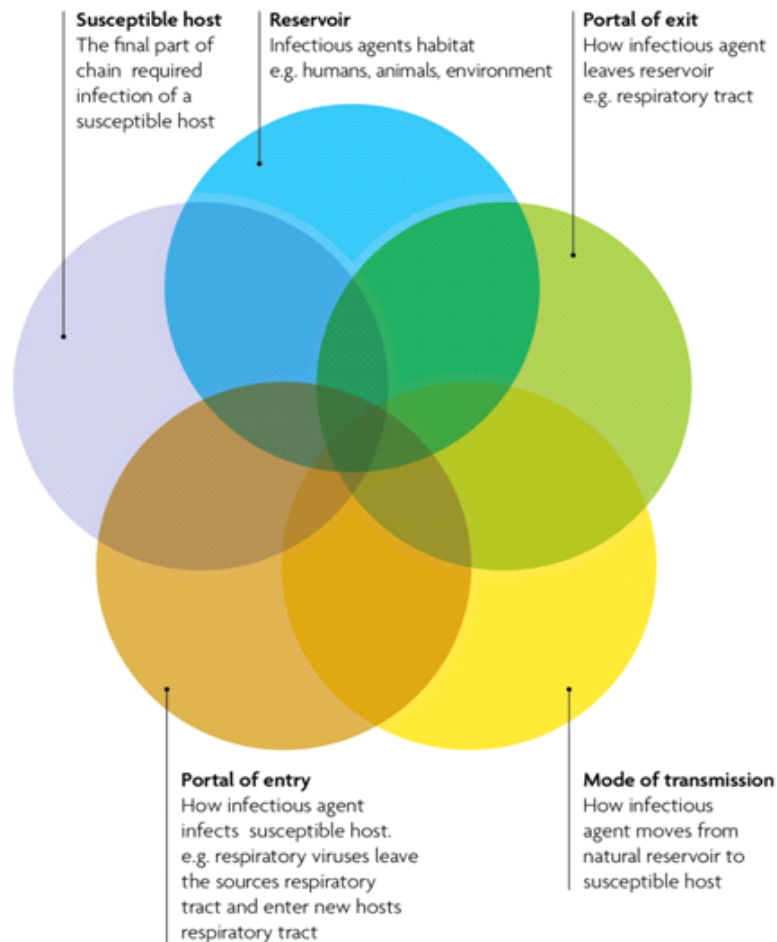 Susceptible host
The final part of
chain required
infection of a
susceptible host
Reservoir
Infectious agents habitat
e.g. humans, animals, environment
Portal of exit
How infectious agent
leaves reservoir
e.g. respiratory tract
Portal of entry
How infectious agent
infects susceptible host.
e.g. respiratory viruses leave
the sources respiratory
tract and enter new hosts
respiratory tract
Mode of transmission
How infectious
agent moves from
natural reservoir to
susceptible host